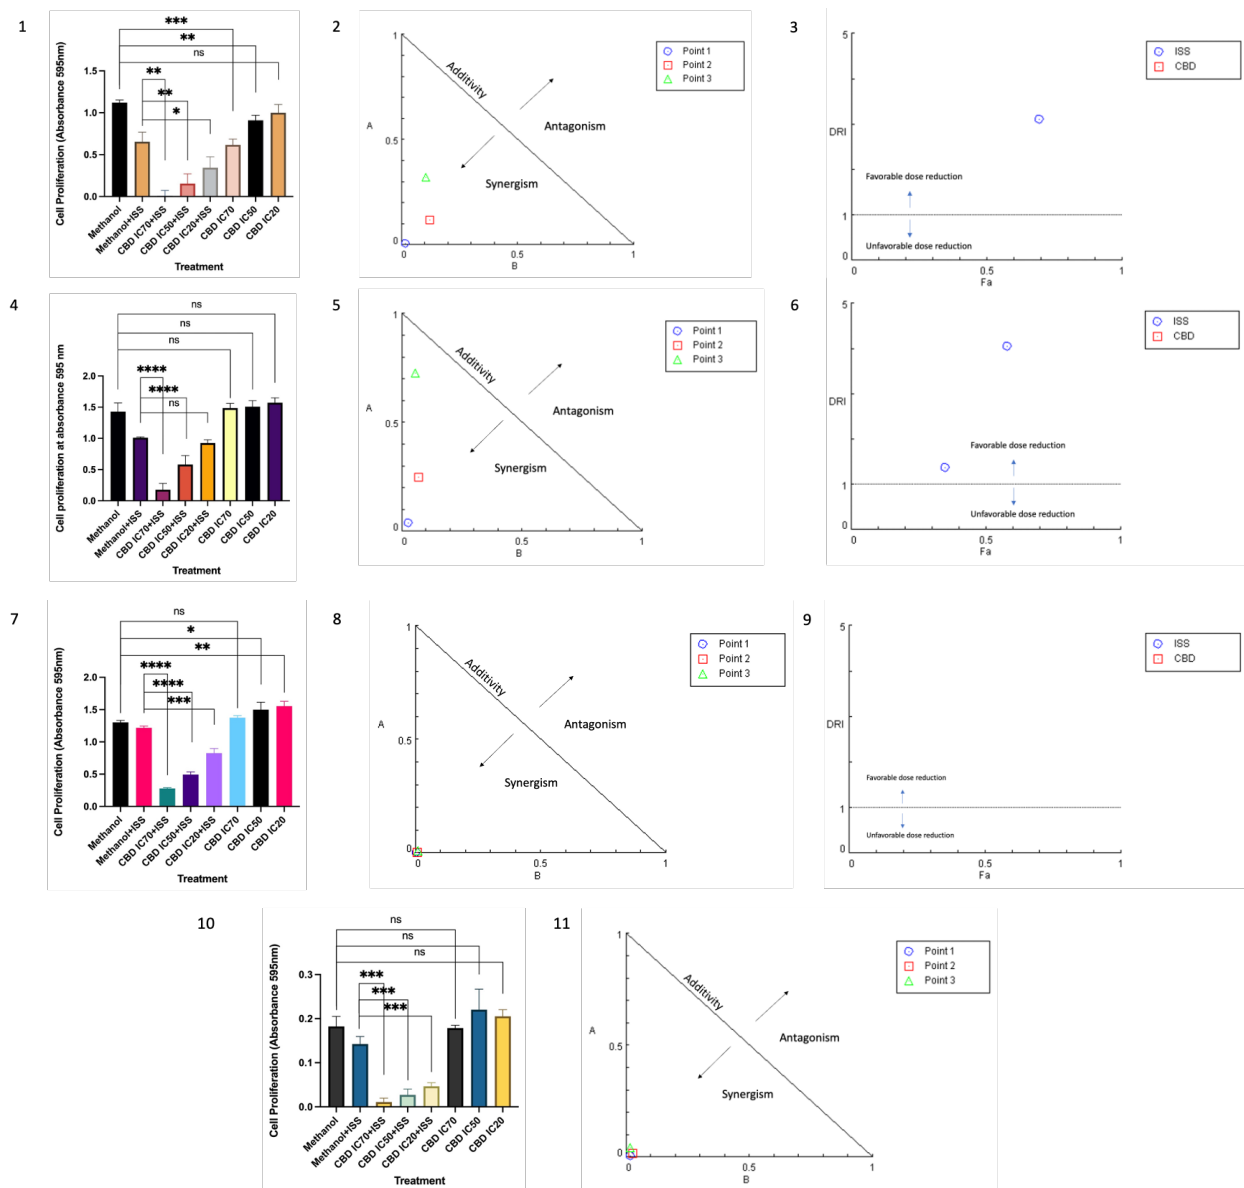 1
Cell Proliferation (Absorbance 595nm)
***
**
ns
**
**
*
1.5
1.0
0.5
0.0
Methanol
Methanol+ISS
CBD IC70+ISS
CBD IC50+ISS
CBD IC20+ISS
CBD IC70
CBD IC50
CBD IC20
Treatment
2
1
A
0.5
0
0
0.5
1
B
Additivity
Antagonism
Synergism
Point 1
Point 2
Point 3
3
5
DRI
1
0
0
0.5
1
Fa
Favorable dose reduction
Unfavorable dose reduction
ISS
CBD
4
Cell proliferation at absorbance 595 nm
ns
ns
ns
****
****
ns
2.0
1.5
1.0
0.5
0.0
Methanol
Methanol+ISS
CBD IC70+ISS
CBD IC50+ISS
CBD IC20+ISS
CBD IC70
CBD IC50
CBD IC20
Treatment
5
1
A
0.5
0
0
0.5
1
B
Additivity
Antagonism
Synergism
Point 1
Point 2
Point 3
6
5
DRI
1
0
0
0.5
1
Fa
Favorable dose reduction
Unfavorable dose reduction
ISS
CBD
7
Cell Proliferation (Absorbance 595nm)
ns
*
**
****
****
***
2.0
1.5
1.0
0.5
0.0
Methanol
Methanol+ISS
CBD IC70+ISS
CBD IC50+ISS
CBD IC20+ISS
CBD IC70
CBD IC50
CBD IC20
Treatment
8
1
A
0.5
0
0
0.5
1
B
Additivity
Antagonism
Synergism
Point 1
Point 2
Point 3
9
5
DRI
1
0
0
0.5
1
Fa
Favorable dose reduction
Unfavorable dose reduction
ISS
CBD
10
Cell Proliferation (Absorbance 595nm)
ns
ns
ns
***
***
***
0.3
0.2
0.1
0.0
Methanol
Methanol+ISS
CBD IC70+ISS
CBD IC50+ISS
CBD IC20+ISS
CBD IC70
CBD IC50
CBD IC20
Treatment
11
1
A
0.5
0
0
0.5
1
B
Additivity
Antagonism
Synergism
Point 1
Point 2
Point 3